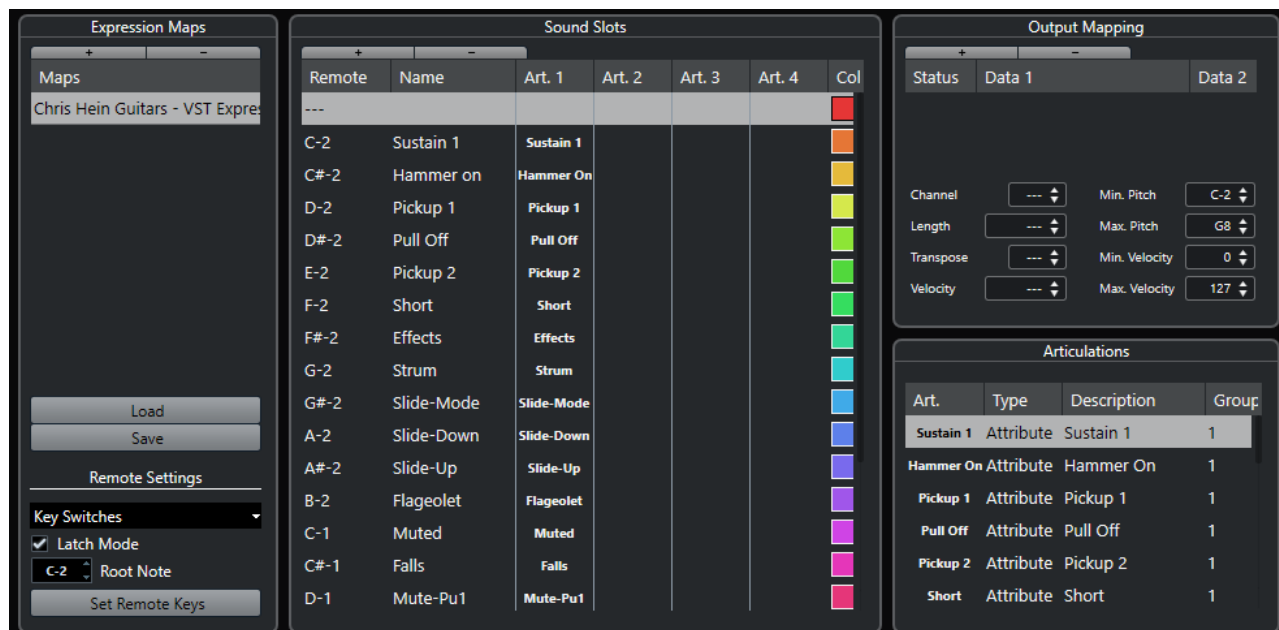 Expression Maps
+ -
Maps
Chris Hein Guitars - VST Expres
Load
Save
Remote Settings
Key Switches
Latch Mode
C-2 Root Note
Set Remote Keys
Sound Slots
+ -
Remote Name Art. 1 Art. 2 Art. 3 Art. 4 Col
---
C-2 Sustain 1 Sustain 1
C#-2 Hammer on Hammer On
D-2 Pickup 1 Pickup 1
D#-2 Pull Off Pull Off
E-2 Pickup 2 Pickup 2
F-2 Short Short
F#-2 Effects Effects
G-2 Strum Strum
G#-2 Slide-Mode Slide-Mode
A-2 Slide-Down Slide-Down
A#-2 Slide-Up Slide-Up
B-2 Flageolet Flageolet
C-1 Muted Muted
C#-1 Falls Falls
D-1 Mute-Pu1 Mute-Pu1
Output Mapping
+ -
Status Data 1 Data 2
Channel --- Min. Pitch C-2
Length --- Max. Pitch G8
Transpose --- Min. Velocity 0
Velocity --- Max. Velocity 127
Articulations
Art. Type Description Group
Sustain 1 Attribute Sustain 1 1
Hammer On Attribute Hammer On 1
Pickup 1 Attribute Pickup 1 1
Pull Off Attribute Pull Off 1
Pickup 2 Attribute Pickup 2 1
Short Attribute Short 1